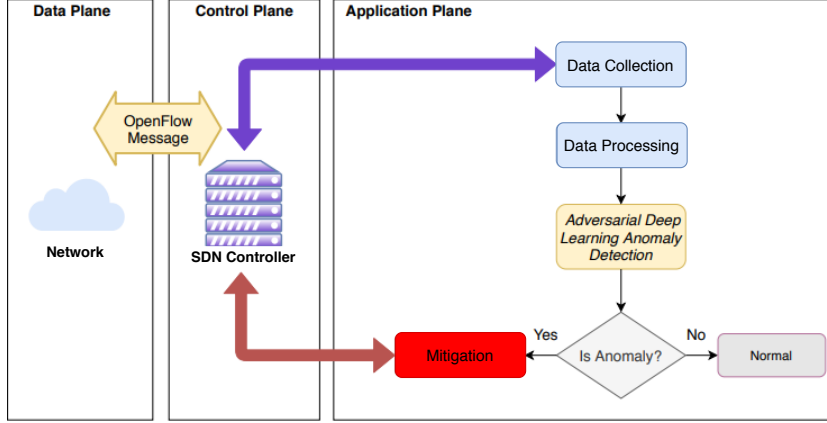 Data Plane
Control Plane
Application Plane
Data Collection
OpenFlow
Message
Data Processing
Adversarial Deep
Learning Anomaly
Detection
Network
SDN Controller
Yes
No
Mitigation
Is Anomaly?
Normal